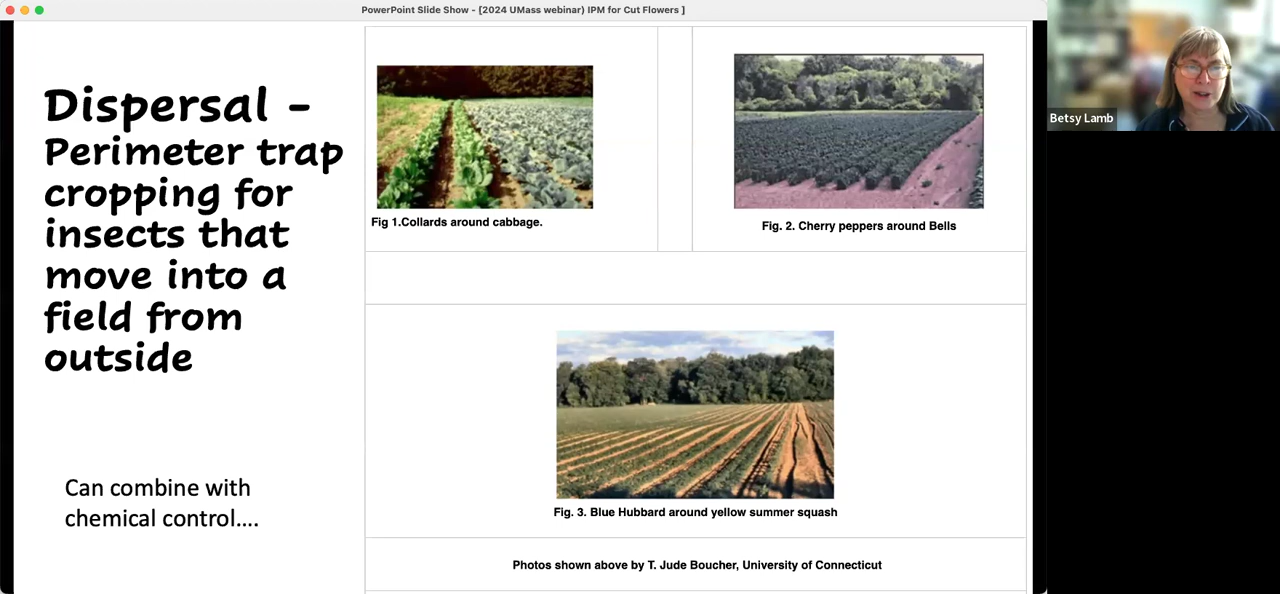 PowerPoint Slide Show - [2024 UMass webinar) IPM for Cut Flowers ]
Dispersal -
Perimeter trap
cropping for
insects that
move into a
field from
outside
Can combine with
chemical control....
Fig 1.Collards around cabbage.
Fig. 2. Cherry peppers around Bells
Fig. 3. Blue Hubbard around yellow summer squash
Photos shown above by T. Jude Boucher, University of Connecticut
Betsy Lamb